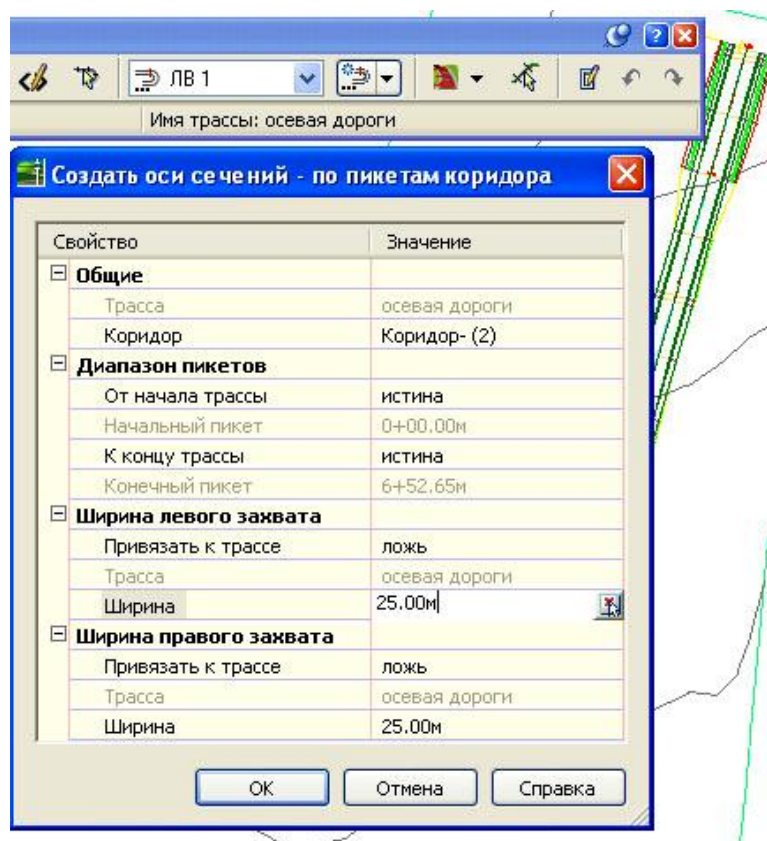 ЛВ 1
Имя трассы: осевая дороги
Создать оси сечений - по пикетам коридора
Свойство Значение
Общие
Трасса осевая дороги
Коридор Коридор- (2)
Диапазон пикетов
От начала трассы истина
Начальный пикет 0+00.00м
К концу трассы истина
Конечный пикет 6+52.65м
Ширина левого захвата
Привязать к трассе ложь
Трасса осевая дороги
Ширина 25.00м
Ширина правого захвата
Привязать к трассе ложь
Трасса осевая дороги
Ширина 25.00м
ОК Отмена Справка